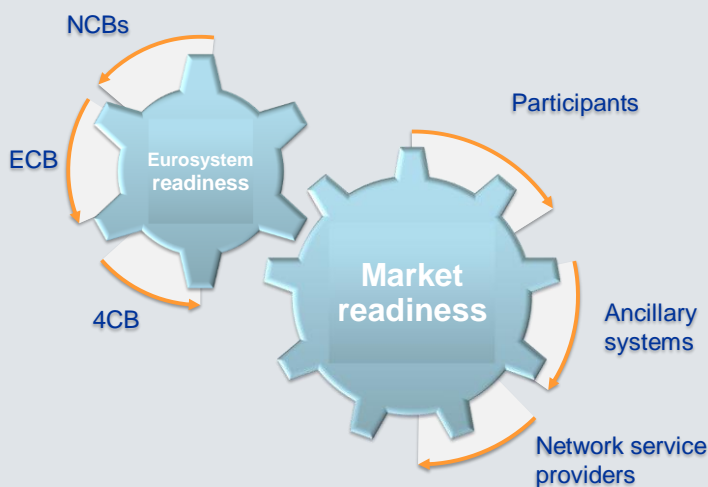 NCBs
ECB
4CB
Eurosystem
readiness
Participants
Market
readiness
Ancillary
systems
Network service
providers